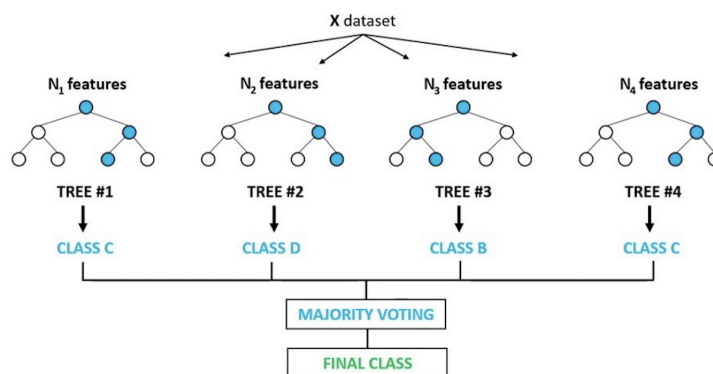 X dataset
N₁ features
N₂ features
N₃ features
N₄ features
TREE #1
TREE #2
TREE #3
TREE #4
CLASS C
CLASS D
CLASS B
CLASS C
MAJORITY VOTING
FINAL CLASS